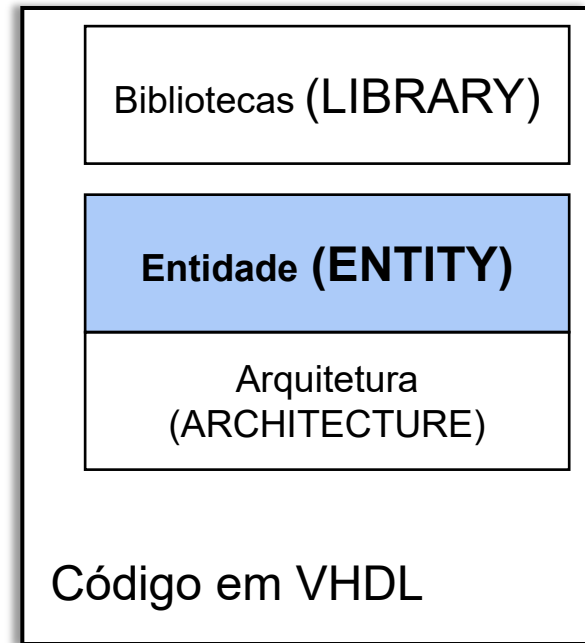 Bibliotecas (LIBRARY)
Entidade (ENTITY)
Arquitetura
(ARCHITECTURE)
Código em VHDL